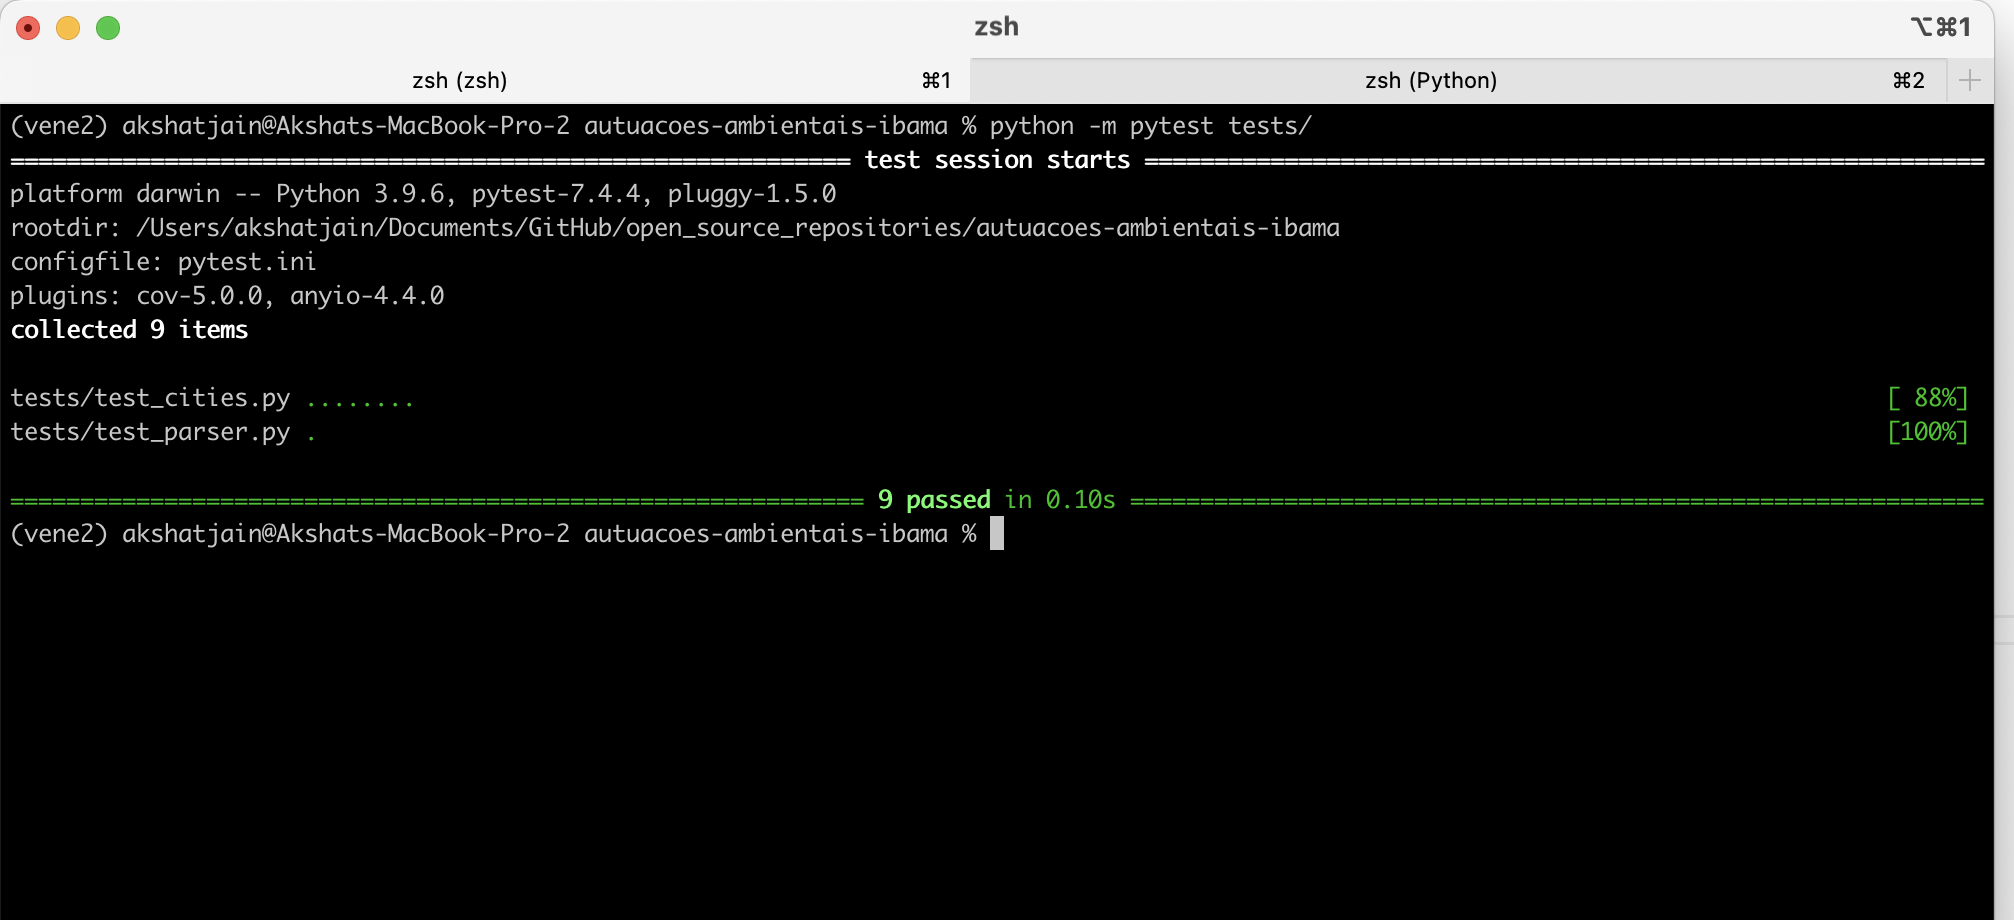 zsh
⌥⌘1
zsh (zsh) ⌘1 zsh (Python) ⌘2 +
(vene2) akshatjain@Akshats-MacBook-Pro-2 autuacoes-ambientais-ibama % python -m pytest tests/
============================================================ test session starts ============================================================
platform darwin -- Python 3.9.6, pytest-7.4.4, pluggy-1.5.0
rootdir: /Users/akshatjain/Documents/GitHub/open_source_repositories/autuacoes-ambientais-ibama
configfile: pytest.ini
plugins: cov-5.0.0, anyio-4.4.0
collected 9 items
tests/test_cities.py ........ [ 88%]
tests/test_parser.py . [100%]
============================================================= 9 passed in 0.10s =============================================================
(vene2) akshatjain@Akshats-MacBook-Pro-2 autuacoes-ambientais-ibama %